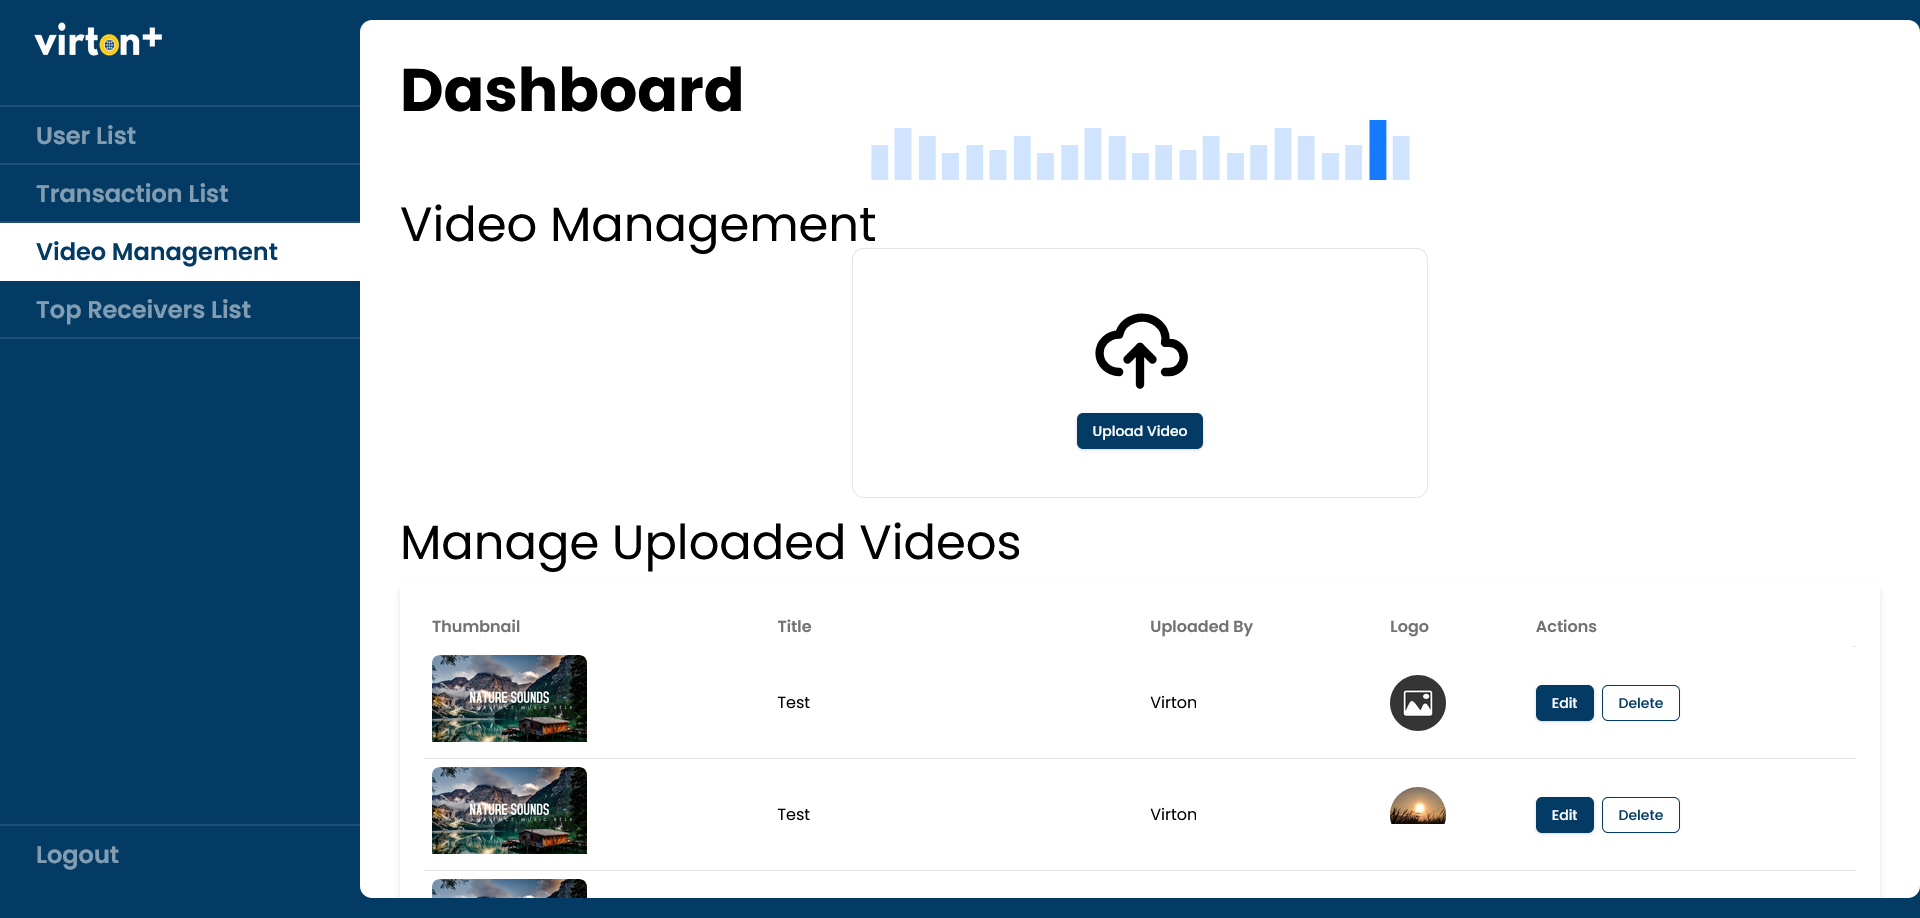 virton+
User List
Transaction List
Video Management
Top Receivers List
Logout
Dashboard
Video Management
Upload Video
Manage Uploaded Videos
Thumbnail Title Uploaded By Logo Actions
NATURE SOUNDS
Test Virton Edit Delete
NATURE SOUNDS
Test Virton Edit Delete